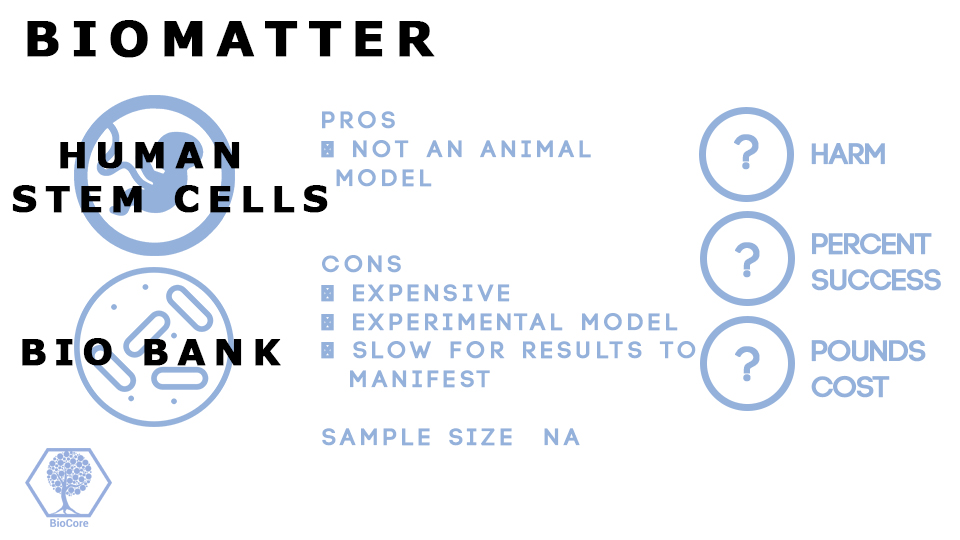 BIOMATTER
HUMAN
STEM CELLS
BIO BANK
PROS
NOT AN ANIMAL
MODEL
CONS
EXPENSIVE
EXPERIMENTAL MODEL
SLOW FOR RESULTS TO
MANIFEST
SAMPLE SIZE NA
?
HARM
?
PERCENT
SUCCESS
?
POUNDS
COST
BioCore